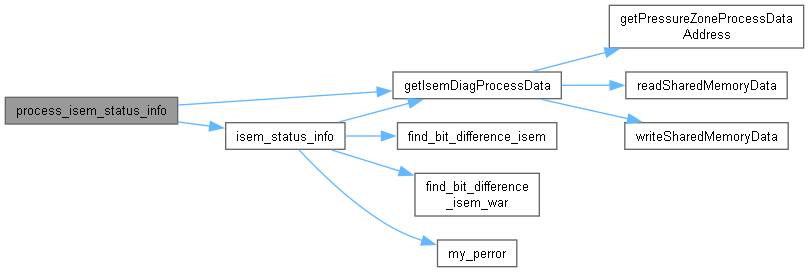 process_isem_status_info
isem_status_info
getIsemDiagProcessData
find_bit_difference_isem
find_bit_difference
_isem_war
my_perror
getPressureZoneProcessData
Address
readSharedMemoryData
writeSharedMemoryData